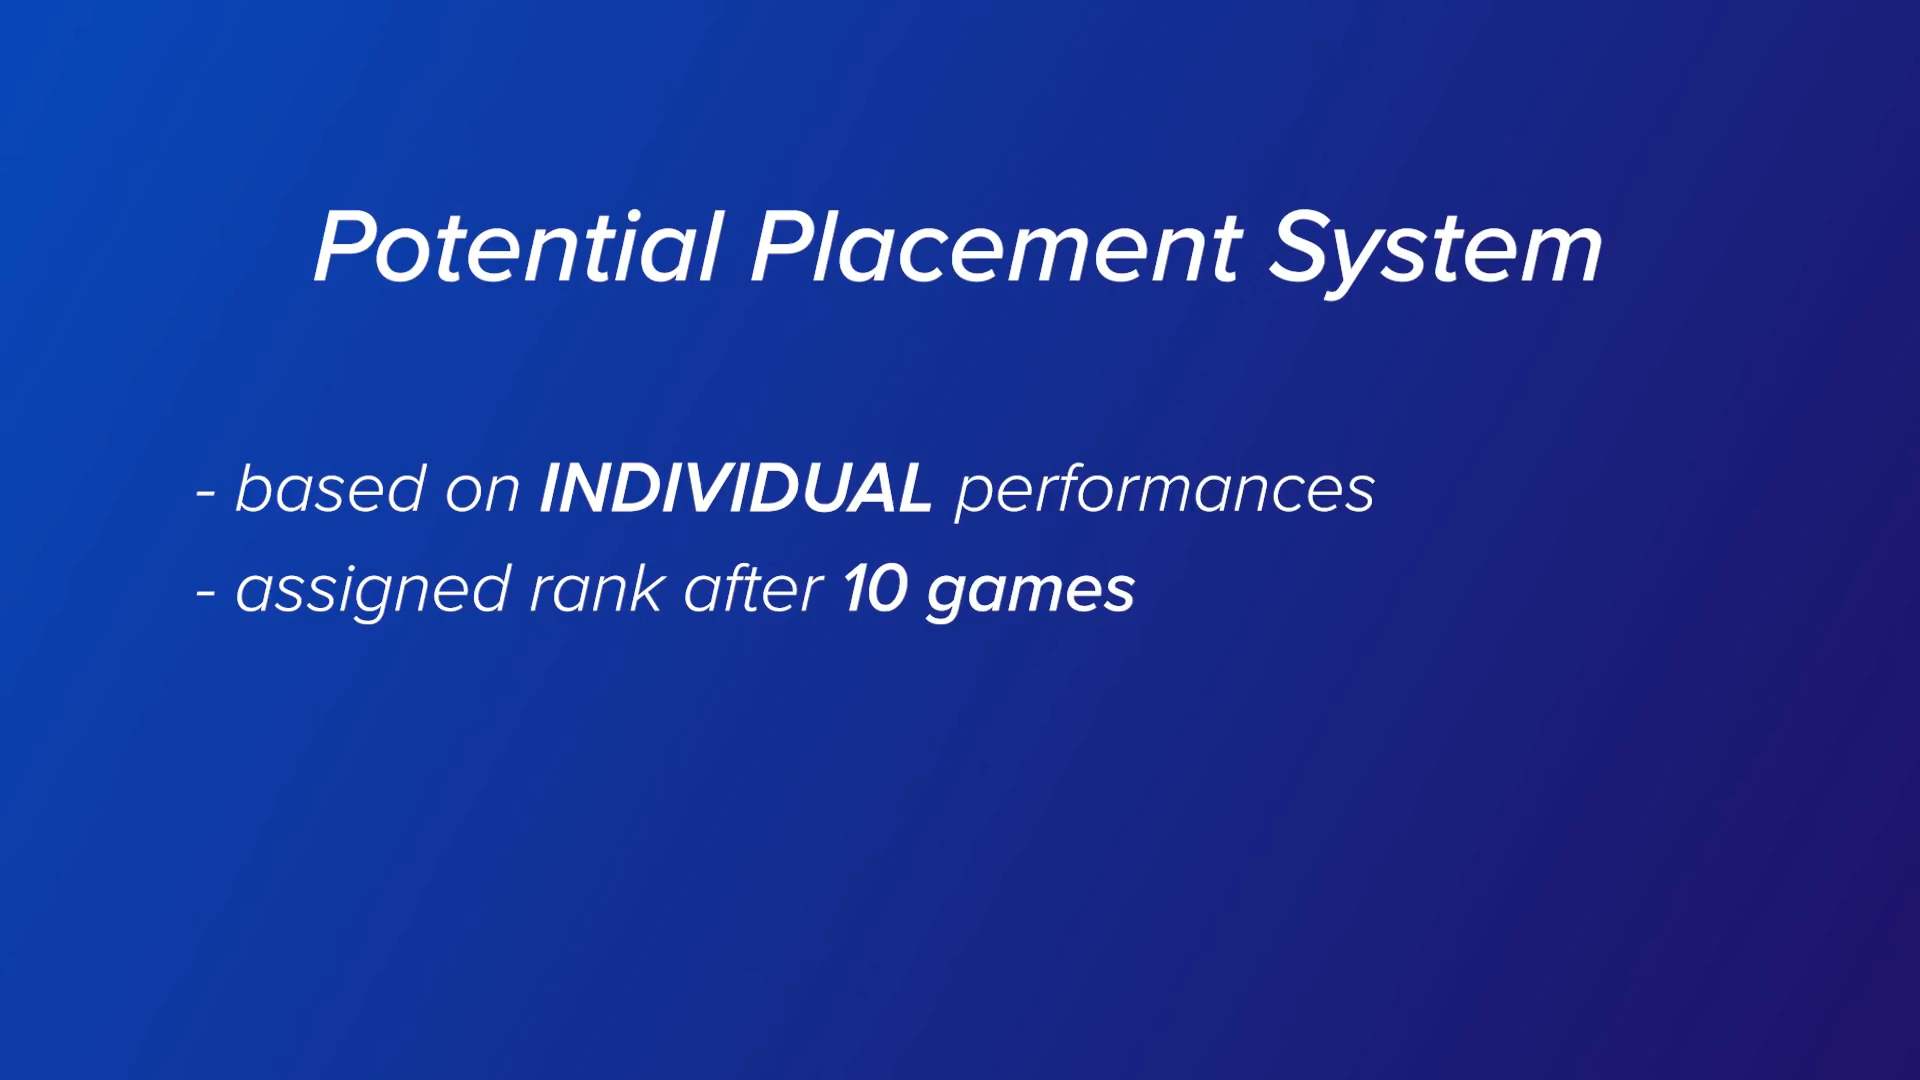 Potential Placement System
- based on INDIVIDUAL performances
- assigned rank after 10 games